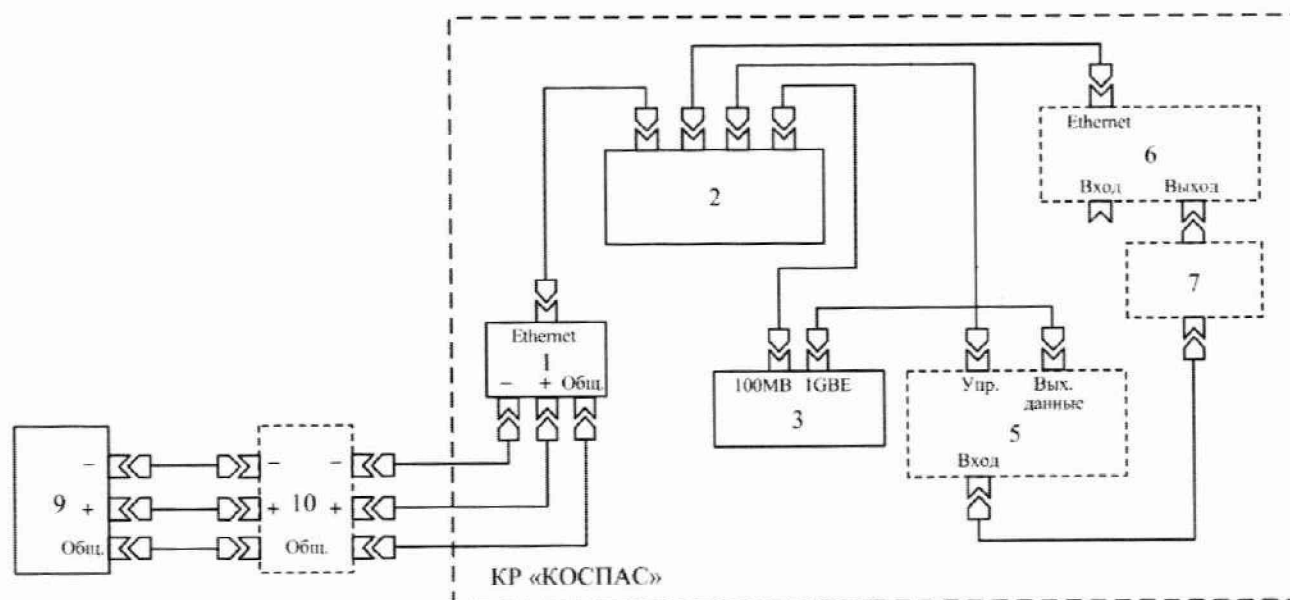 2
Ethernet
6
Вход Выход
7
Ethernet
1
– + Общ.
100MB 1GBE
3
Упр. Вых.
данные
5
Вход
– – –
9 + + 10 +
Общ. Общ.
КР «КОСПАС»